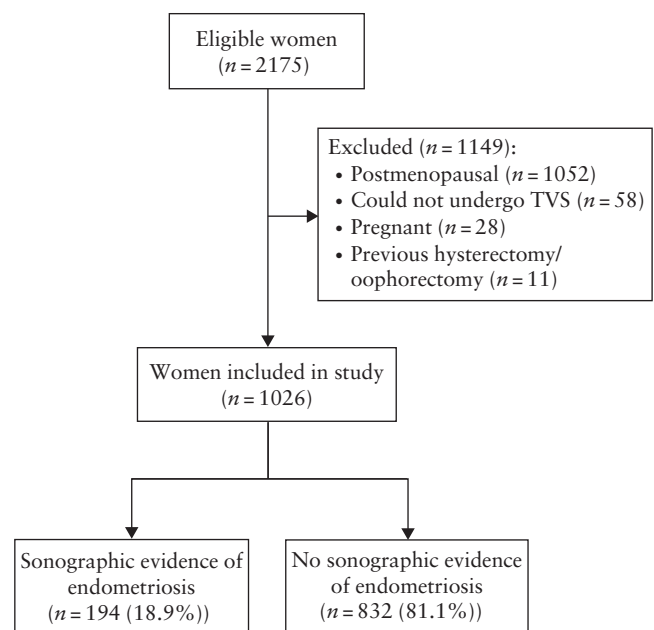 Eligible women
(n = 2175)
Excluded (n = 1149):
• Postmenopausal (n = 1052)
• Could not undergo TVS (n = 58)
• Pregnant (n = 28)
• Previous hysterectomy/
oophorectomy (n = 11)
Women included in study
(n = 1026)
Sonographic evidence of
endometriosis
(n = 194 (18.9%))
No sonographic evidence
of endometriosis
(n = 832 (81.1%))